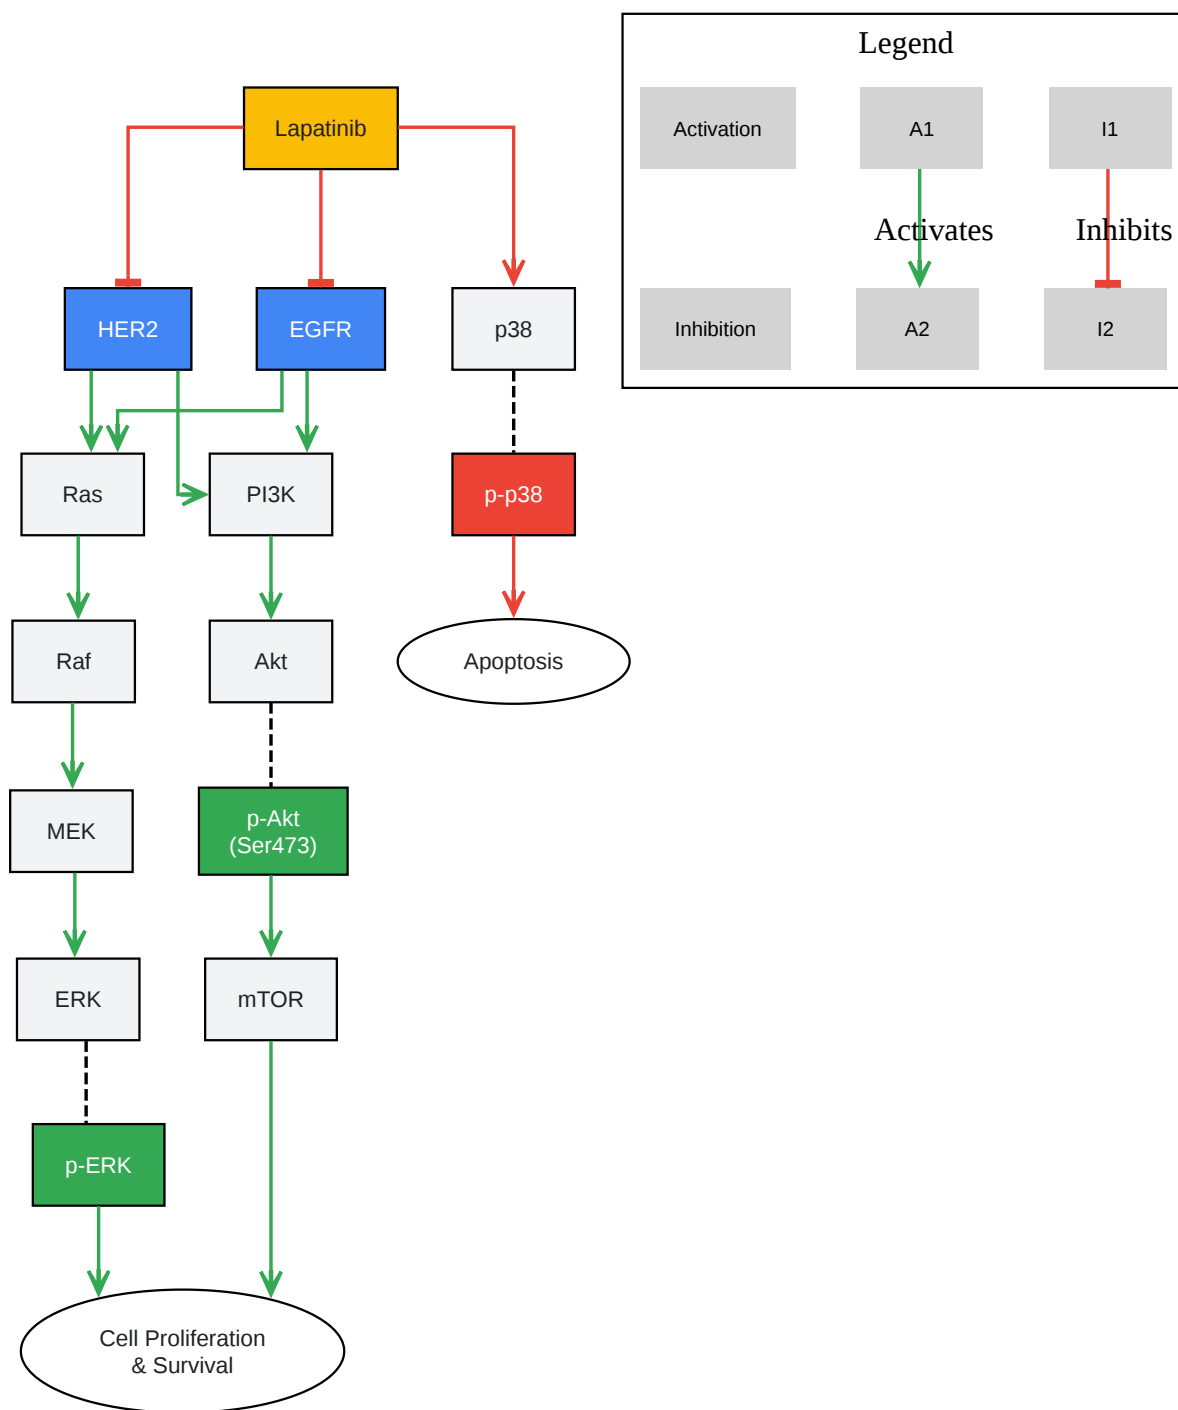 Legend
Lapatinib
Activation
A1
I1
Activates
Inhibits
HER2
EGFR
p38
Inhibition
A2
I2
Ras
PI3K
p-p38
Raf
Akt
Apoptosis
MEK
p-Akt
(Ser473)
ERK
mTOR
p-ERK
Cell Proliferation
& Survival